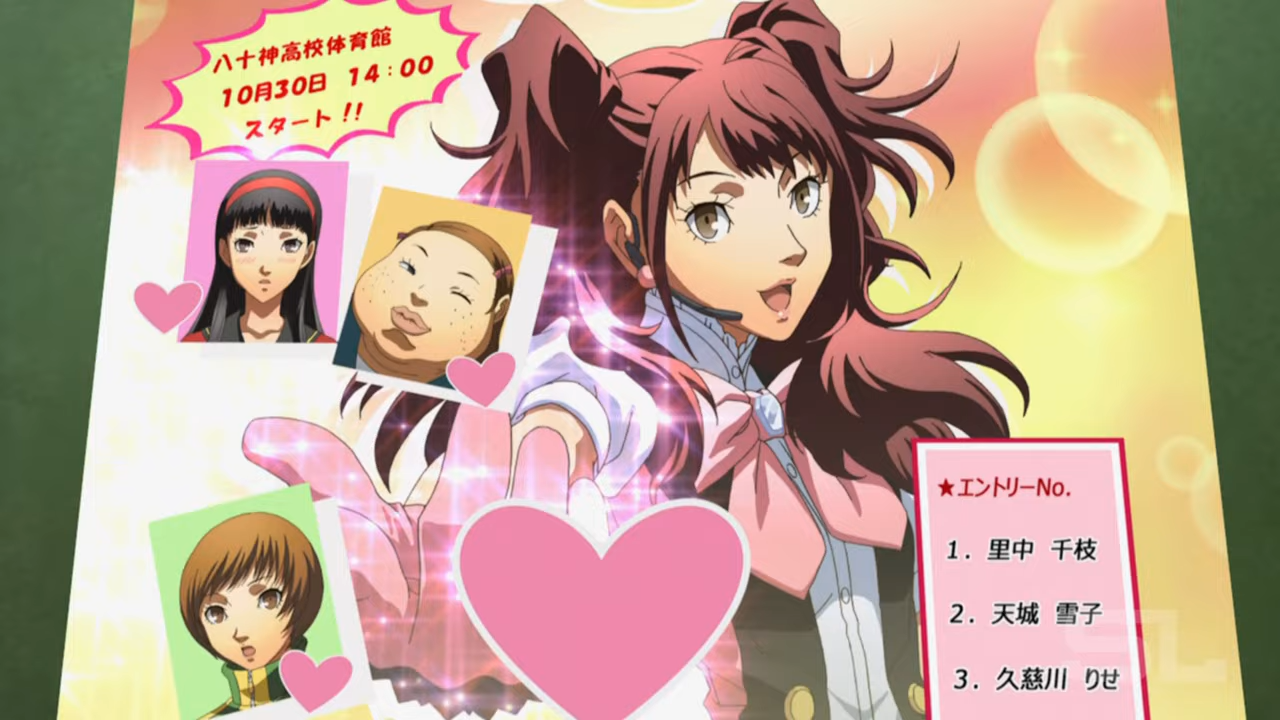 八十神高校体育館
10月30日 14:00
スタート!!
★エントリーNo.
1. 里中 千枝
2. 天城 雪子
3. 久慈川 りせ
SL